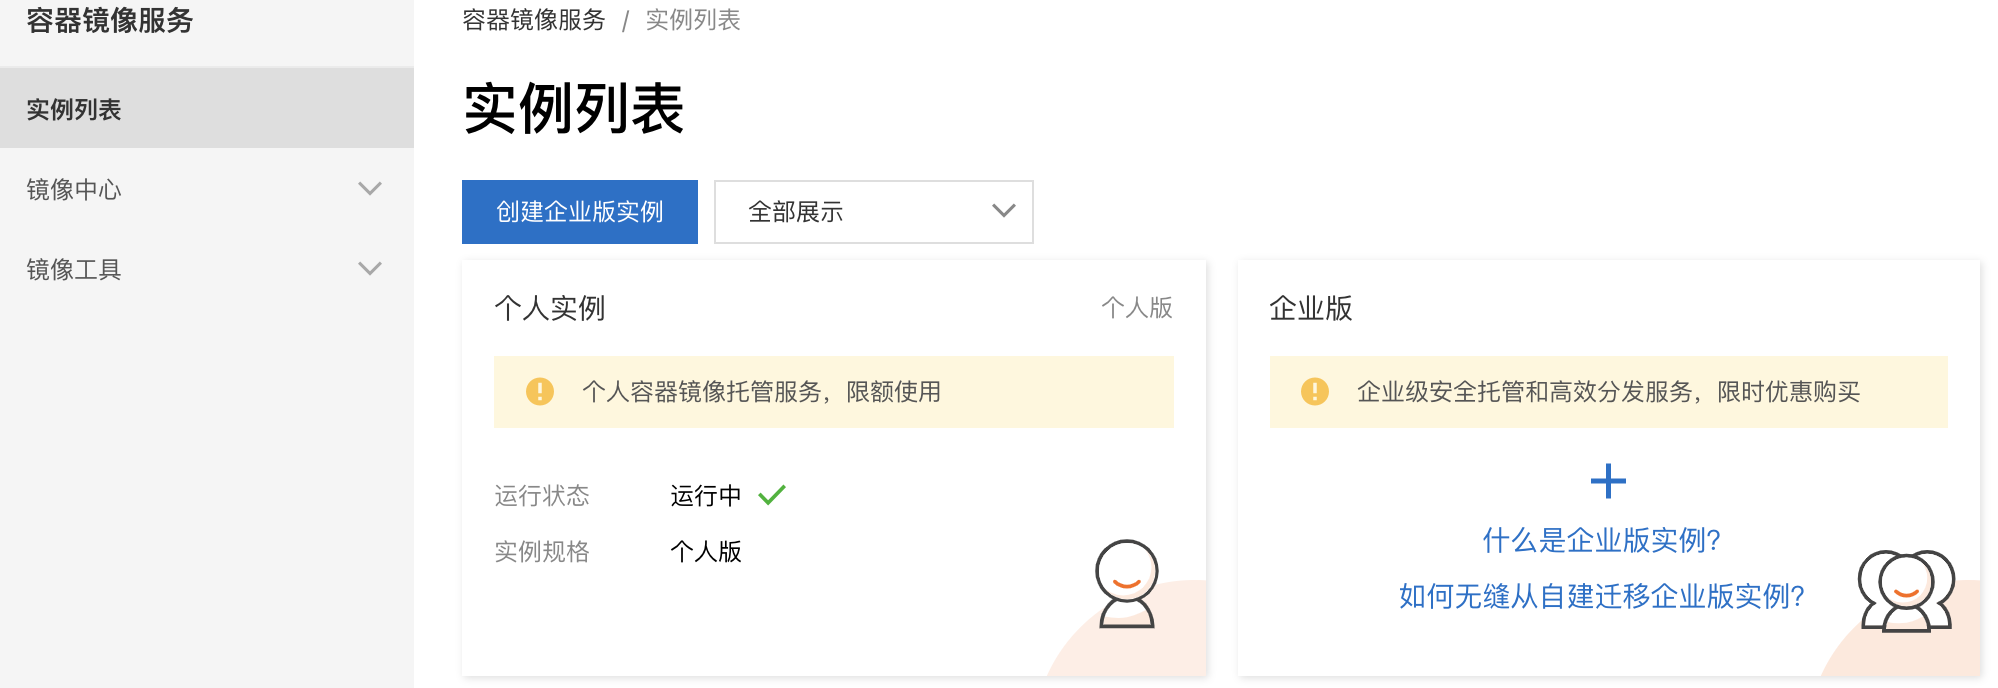 容器镜像服务
实例列表
镜像中心
镜像工具
容器镜像服务 / 实例列表
实例列表
创建企业版实例
全部展示
个人实例
个人版
个人容器镜像托管服务，限额使用
运行状态 运行中
实例规格 个人版
企业版
企业级安全托管和高效分发服务，限时优惠购买
什么是企业版实例?
如何无缝从自建迁移企业版实例?